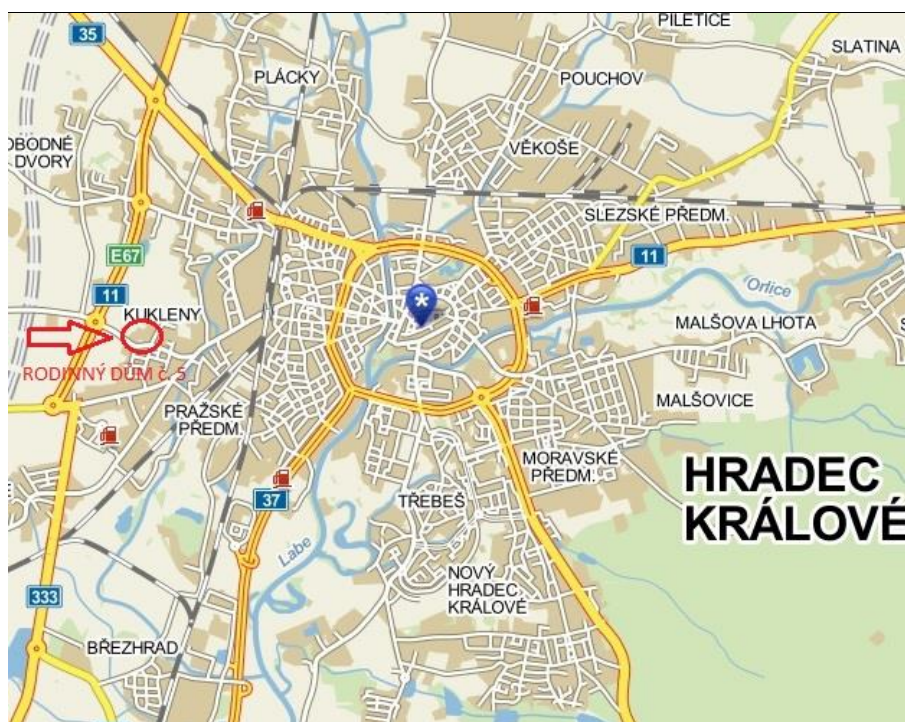 PILETICE
35
SLATINA
PLÁCKY
POUCHOV
OBODNÉ
DVORY
VĚKOŠE
SLEZSKÉ PŘEDM.
E67
11
Orlice
11
KUKLENY
MALŠOVA LHOTA
RODINNÝ DŮM č. 5
MALŠOVICE
PRAŽSKÉ
PŘEDM.
MORAVSKÉ
PŘEDM.
HRADEC
KRÁLOVÉ
37
TŘEBEŠ
Labe
NOVÝ
HRADEC
KRÁLOVÉ
333
BŘEZHRAD